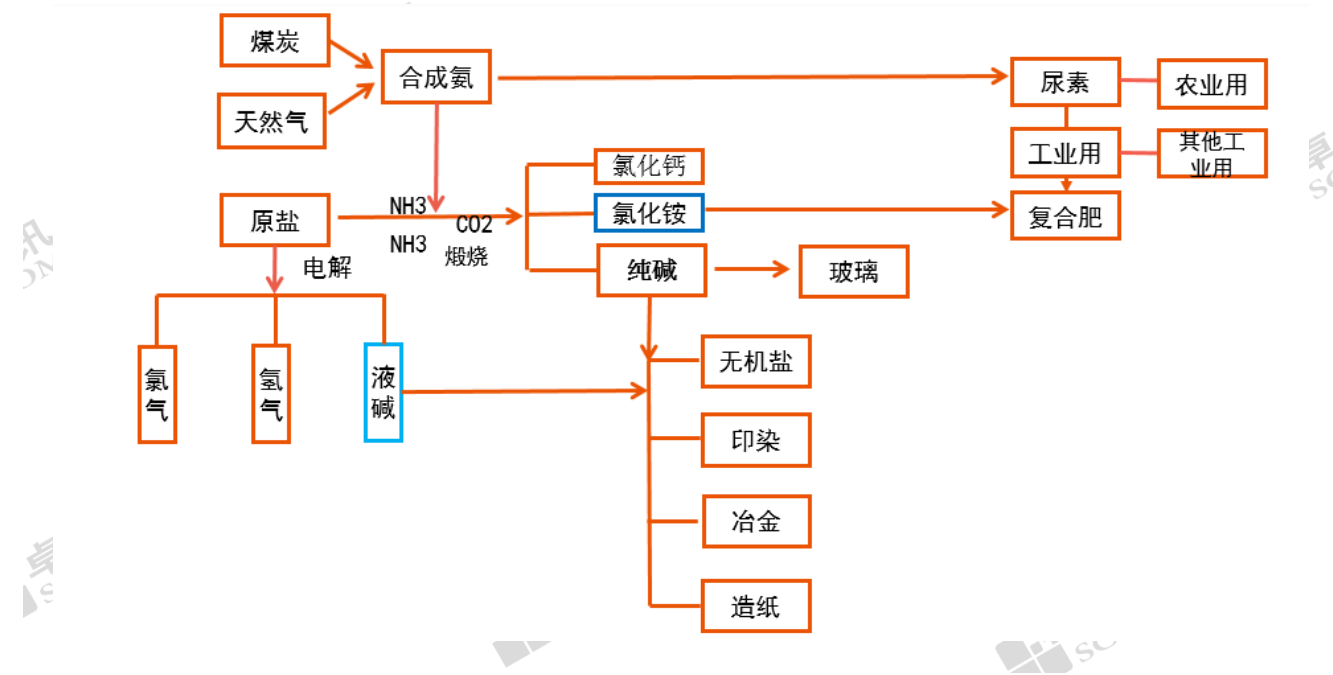 煤炭
合成氨
尿素
农业用
天然气
工业用
其他工
业用
氯化钙
原盐
NH3
氯化铵
复合肥
CO2
NH3
煅烧
电解
纯碱
玻璃
氯
气
氢
气
液
碱
无机盐
印染
冶金
造纸